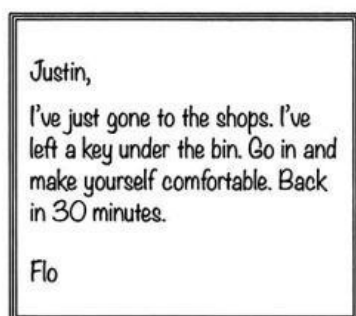 Justin,
I've just gone to the shops. I've
left a key under the bin. Go in and
make yourself comfortable. Back
in 30 minutes.
Flo